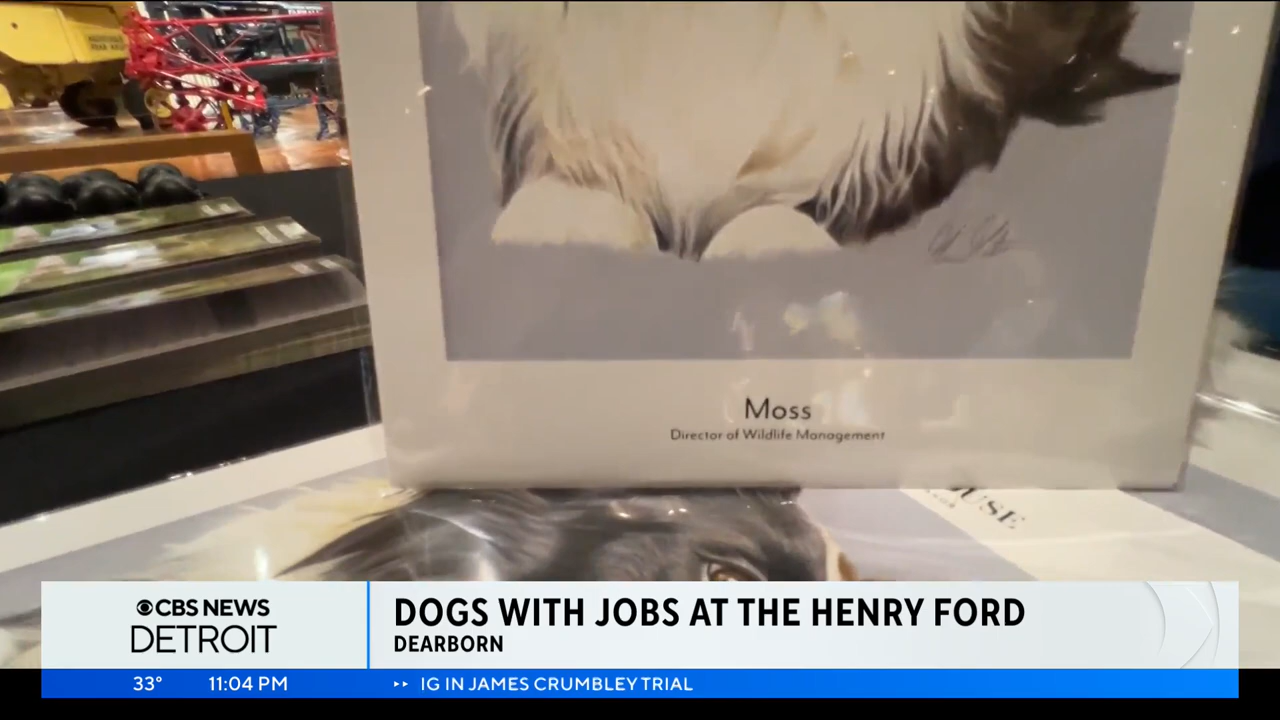 Moss
Director of Wildlife Management
USE
CBS NEWS
DETROIT
DOGS WITH JOBS AT THE HENRY FORD
DEARBORN
33°
11:04 PM
IG IN JAMES CRUMBLEY TRIAL